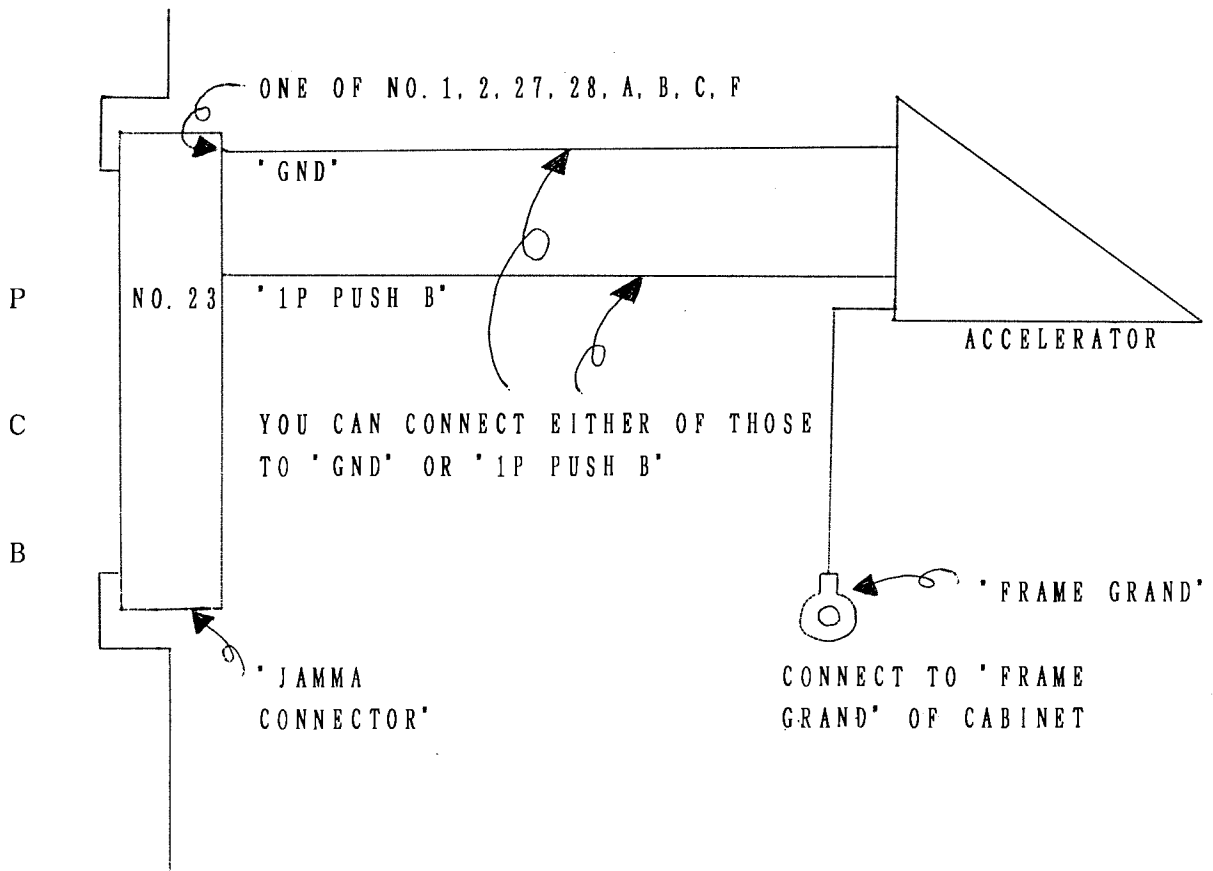 ONE OF NO. 1, 2, 27, 28, A, B, C, F
"GND"
P
NO. 23
"1P PUSH B"
ACCELERATOR
C
YOU CAN CONNECT EITHER OF THOSE
TO "GND" OR "1P PUSH B"
B
"FRAME GRAND"
"JAMMA
CONNECTOR"
CONNECT TO "FRAME
GRAND" OF CABINET